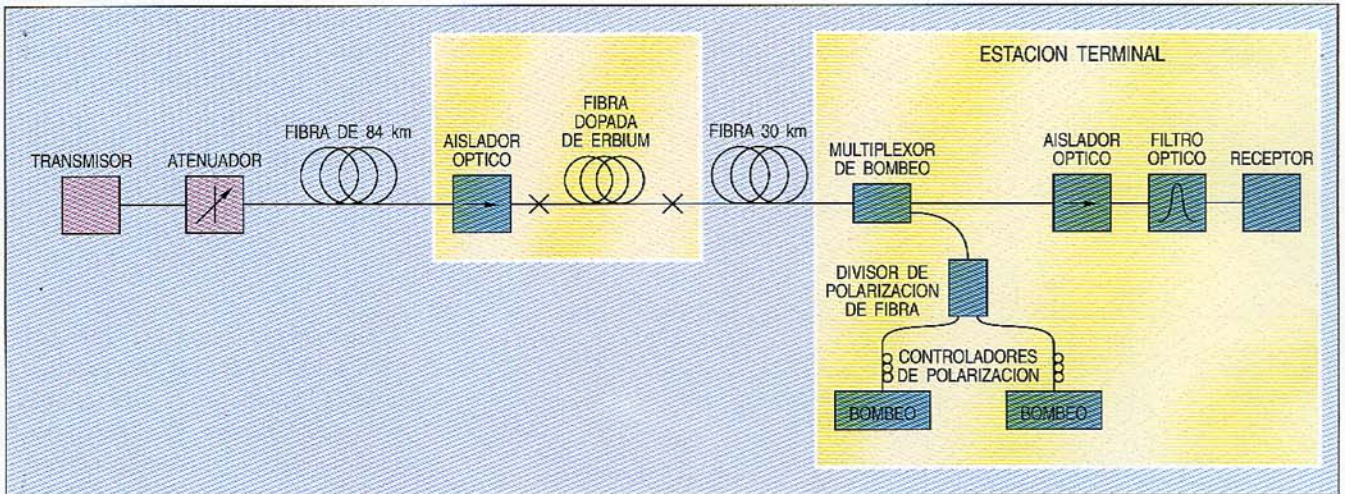 ESTACION TERMINAL
TRANSMISOR
ATENUADOR
FIBRA DE 84 km
AISLADOR
OPTICO
FIBRA
DOPADA
DE ERBIUM
FIBRA 30 km
MULTIPLEXOR
DE BOMBEO
AISLADOR
OPTICO
FILTRO
OPTICO
RECEPTOR
DIVISOR DE
POLARIZACION
DE FIBRA
CONTROLADORES
DE POLARIZACION
BOMBEO
BOMBEO